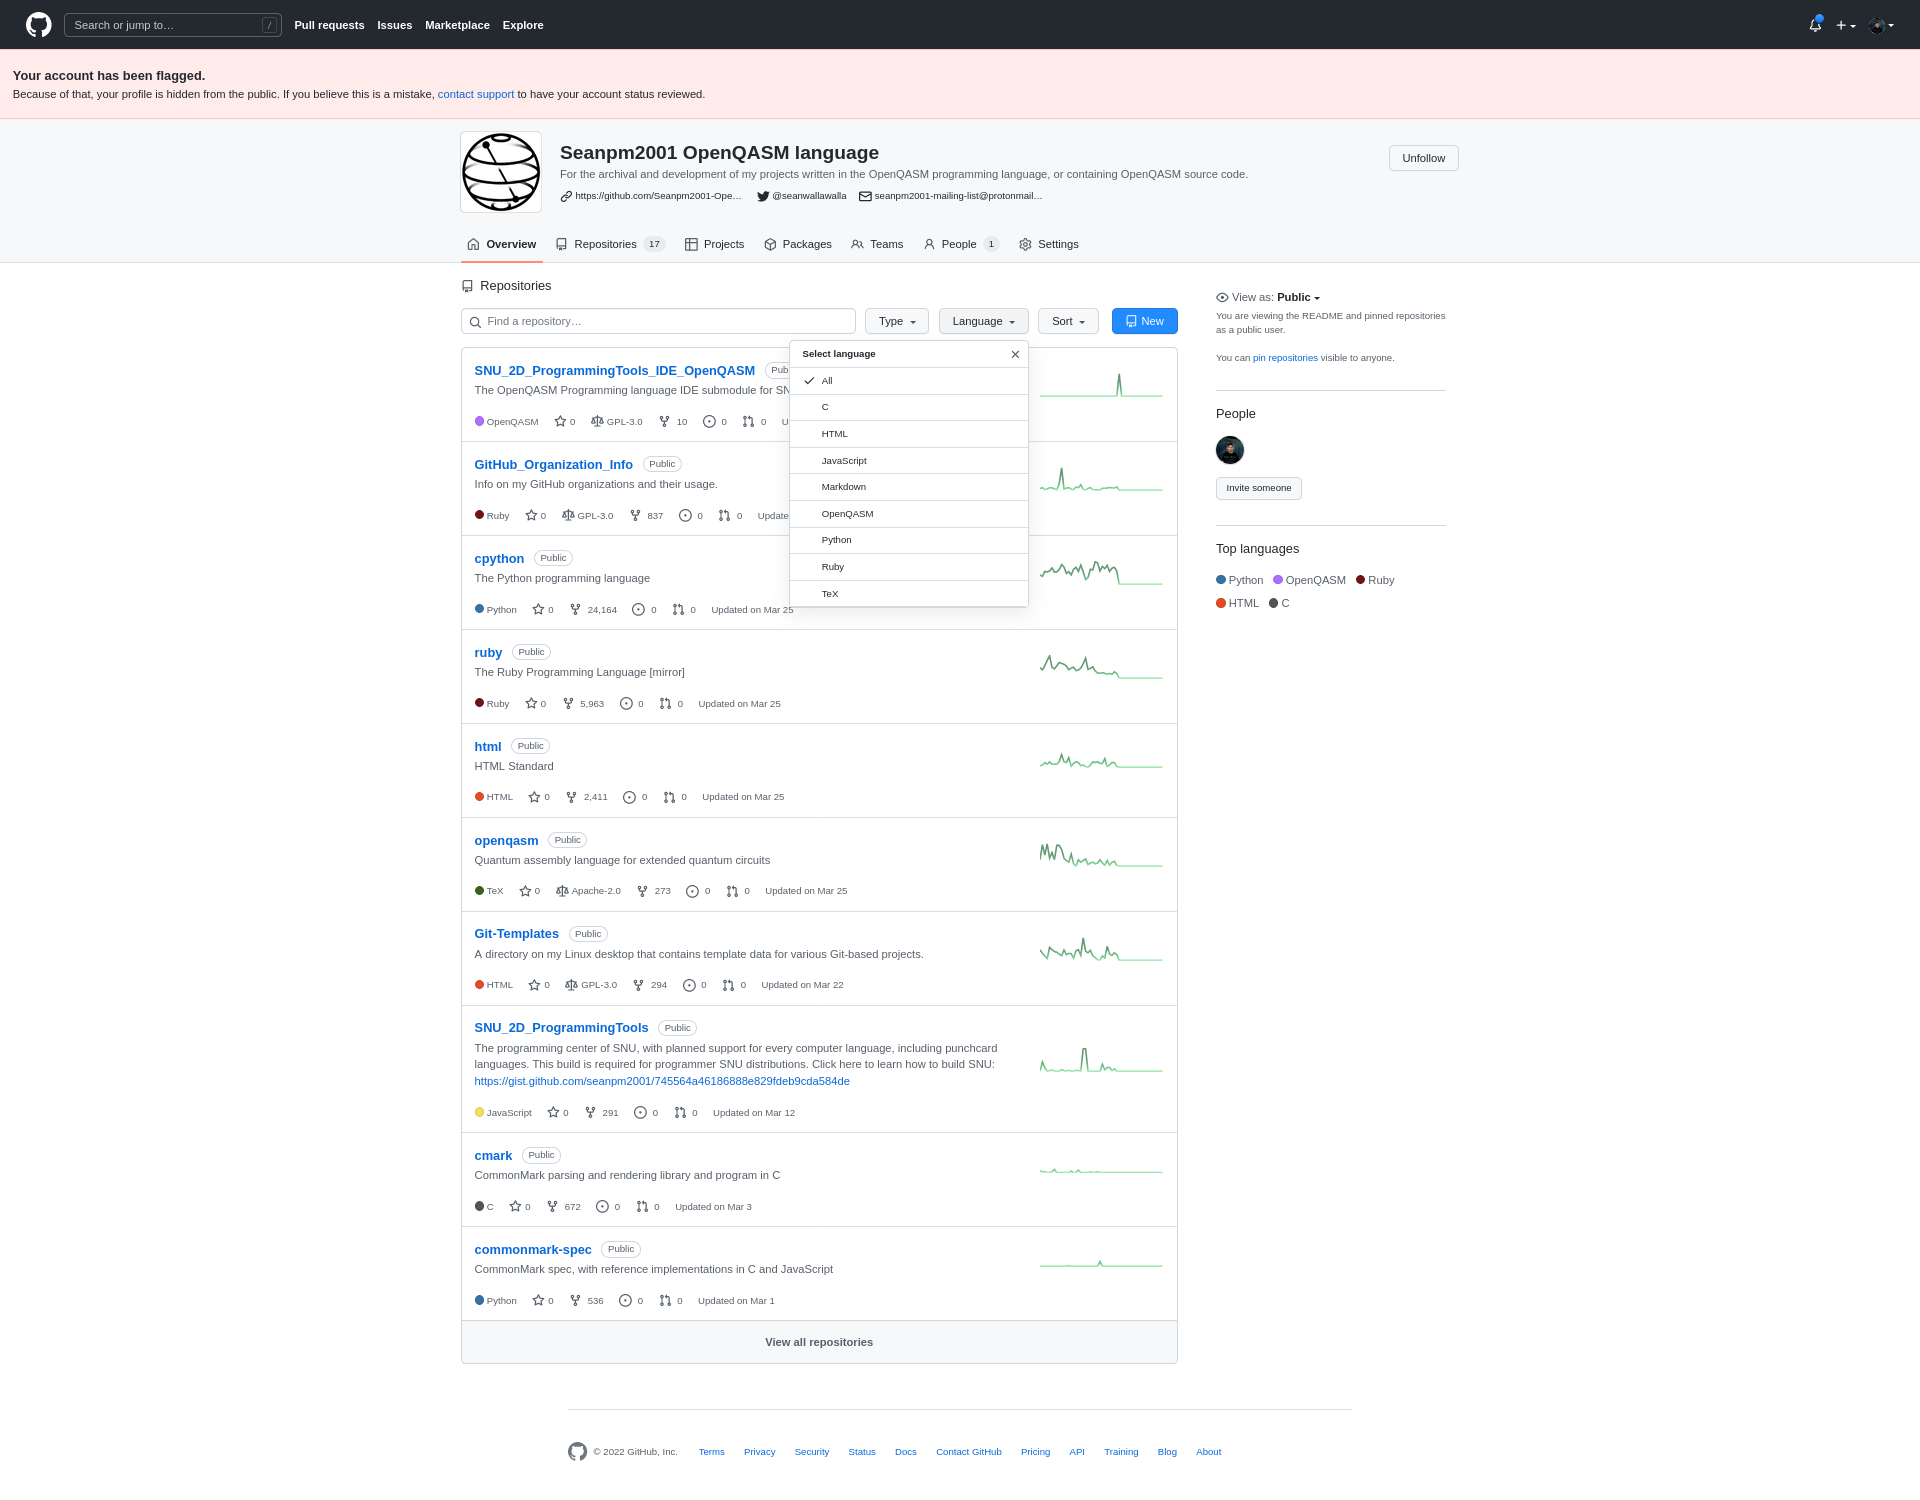 Search or jump to… /
Pull requests Issues Marketplace Explore
Your account has been flagged.
Because of that, your profile is hidden from the public. If you believe this is a mistake, contact support to have your account status reviewed.
Seanpm2001 OpenQASM language
Unfollow
For the archival and development of my projects written in the OpenQASM programming language, or containing OpenQASM source code.
https://github.com/Seanpm2001-Ope… @seanwallawalla seanpm2001-mailing-list@protonmail…
Overview Repositories 17 Projects Packages Teams People 1 Settings
Repositories
Find a repository… Type Language Sort New
Select language
All
C
HTML
JavaScript
Markdown
OpenQASM
Python
Ruby
TeX
SNU_2D_ProgrammingTools_IDE_OpenQASM Pub
The OpenQASM Programming language IDE submodule for SN
OpenQASM 0 GPL-3.0 10 0 0 U
GitHub_Organization_Info Public
Info on my GitHub organizations and their usage.
Ruby 0 GPL-3.0 837 0 0 Update
cpython Public
The Python programming language
Python 0 24,164 0 0 Updated on Mar 25
ruby Public
The Ruby Programming Language [mirror]
Ruby 0 5,963 0 0 Updated on Mar 25
html Public
HTML Standard
HTML 0 2,411 0 0 Updated on Mar 25
openqasm Public
Quantum assembly language for extended quantum circuits
TeX 0 Apache-2.0 273 0 0 Updated on Mar 25
Git-Templates Public
A directory on my Linux desktop that contains template data for various Git-based projects.
HTML 0 GPL-3.0 294 0 0 Updated on Mar 22
SNU_2D_ProgrammingTools Public
The programming center of SNU, with planned support for every computer language, including punchcard
languages. This build is required for programmer SNU distributions. Click here to learn how to build SNU:
https://gist.github.com/seanpm2001/745564a46186888e829fdeb9cda584de
JavaScript 0 291 0 0 Updated on Mar 12
cmark Public
CommonMark parsing and rendering library and program in C
C 0 672 0 0 Updated on Mar 3
commonmark-spec Public
CommonMark spec, with reference implementations in C and JavaScript
Python 0 536 0 0 Updated on Mar 1
View all repositories
View as: Public
You are viewing the README and pinned repositories
as a public user.
You can pin repositories visible to anyone.
People
Invite someone
Top languages
Python OpenQASM Ruby
HTML C
© 2022 GitHub, Inc. Terms Privacy Security Status Docs Contact GitHub Pricing API Training Blog About